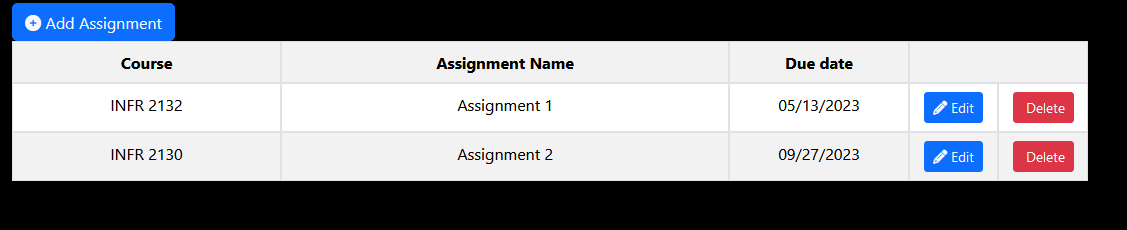 Add Assignment
Course Assignment Name Due date
INFR 2132 Assignment 1 05/13/2023 Edit Delete
INFR 2130 Assignment 2 09/27/2023 Edit Delete